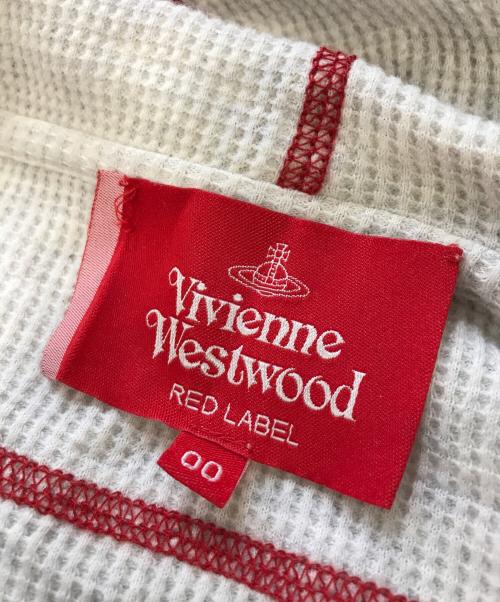 Vivienne
Westwood
RED LABEL
00